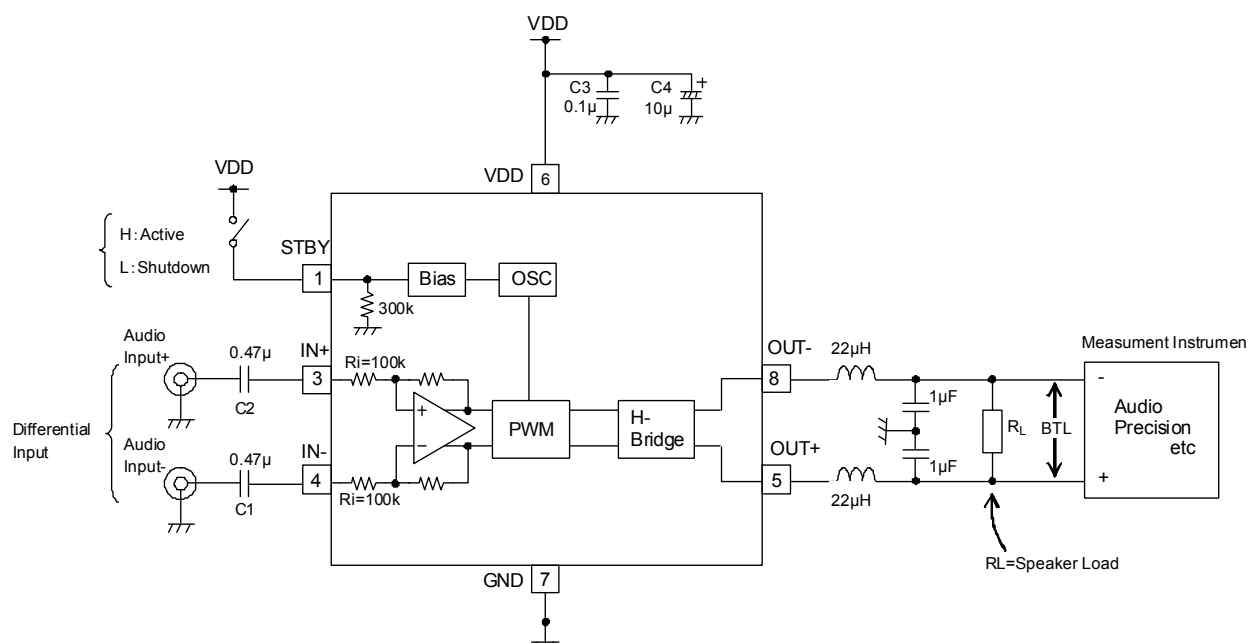 VDD
C3
0.1µ
C4
+
10µ
VDD
VDD
6
H:Active
L:Shutdown
STBY
1
Bias
OSC
300k
Audio
Input+
0.47µ
C2
IN+
3
Ri=100k
Differential
Input
Audio
Input-
0.47µ
C1
IN-
4
Ri=100k
+
−
PWM
H-
Bridge
OUT-
8
22µH
OUT+
5
22µH
1µF
1µF
RL
BTL
Measument Instrumen
-
Audio
Precision
etc
+
RL=Speaker Load
GND
7